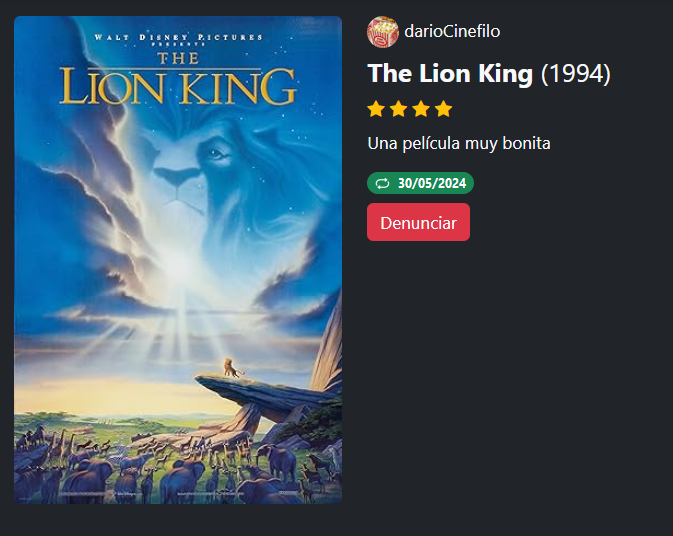 WALT DISNEY PICTURES
PRESENTS
THE
LION KING
darioCinefilo
The Lion King (1994)
Una película muy bonita
30/05/2024
Denunciar